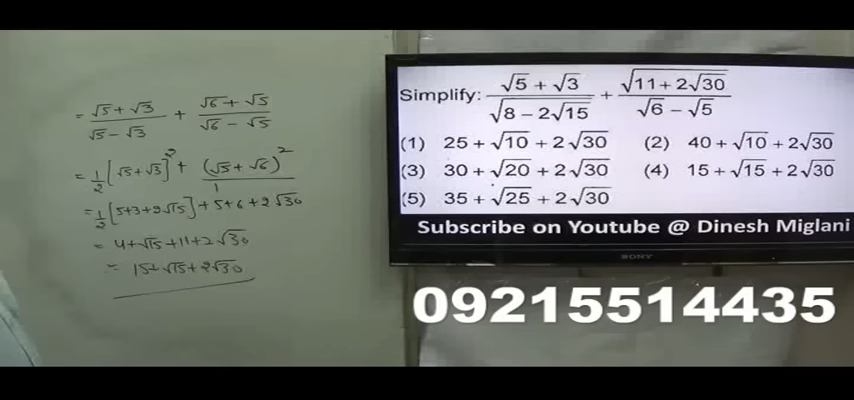 = √5 + √3 / √5 − √3 + √6 + √5 / √6 − √5
= 1/2 [√5 + √3]² + (√5 + √6)² / 1
= 1/2 [5+3+2√15] + 5+6+2√30
= 4+√15+11+2√30
= 15+√15+2√30
Simplify: √5 + √3 / √(8 − 2√15) + √(11 + 2√30) / √6 − √5
(1) 25 + √10 + 2√30 (2) 40 + √10 + 2√30
(3) 30 + √20 + 2√30 (4) 15 + √15 + 2√30
(5) 35 + √25 + 2√30
Subscribe on Youtube @ Dinesh Miglani
SONY
09215514435